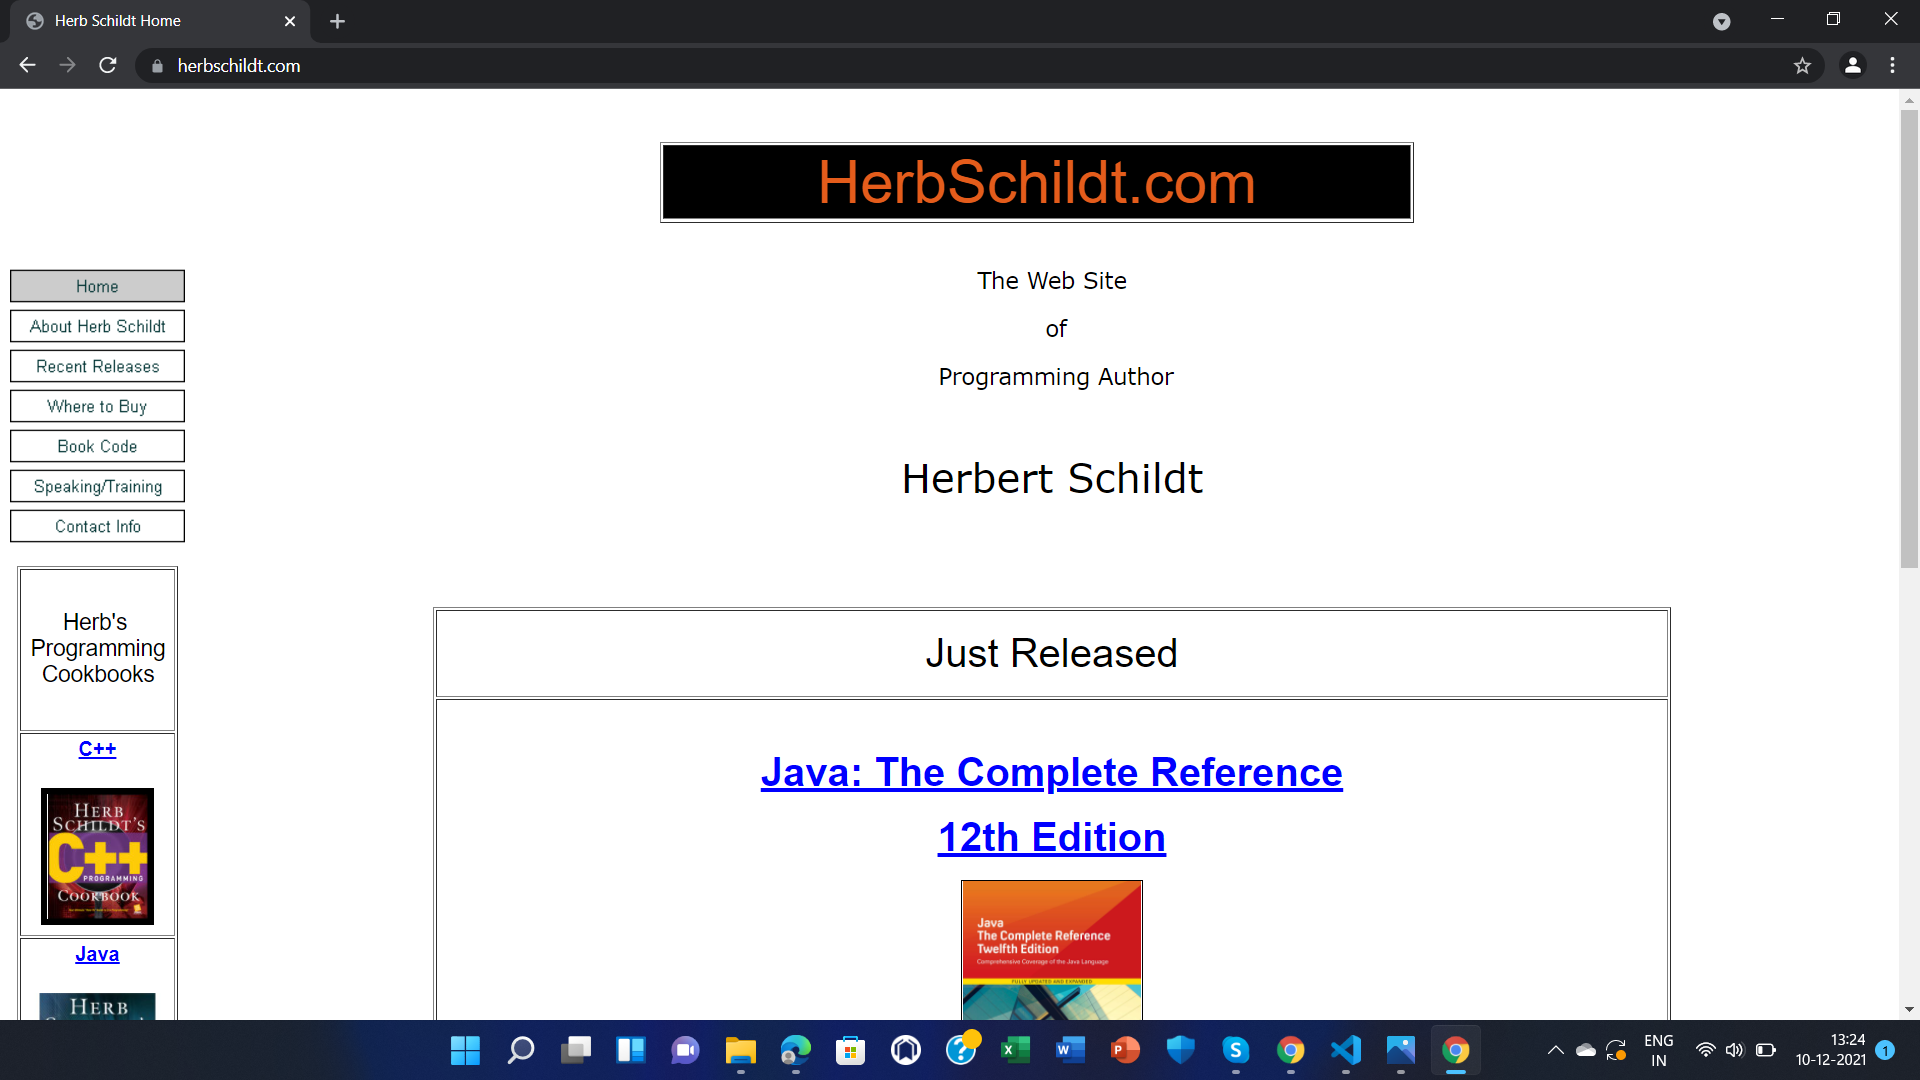 Herb Schildt Home
herbschildt.com
HerbSchildt.com
The Web Site
of
Programming Author
Herbert Schildt
Home
About Herb Schildt
Recent Releases
Where to Buy
Book Code
Speaking/Training
Contact Info
Herb's
Programming
Cookbooks
C++
HERB
SCHILDT'S
C++
PROGRAMMING
COOKBOOK
Java
HERB
Just Released
Java: The Complete Reference
12th Edition
Java
The Complete Reference
Twelfth Edition
Comprehensive Coverage of the Java Language
FULLY UPDATED AND EXPANDED
ENG
IN
13:24
10-12-2021
1